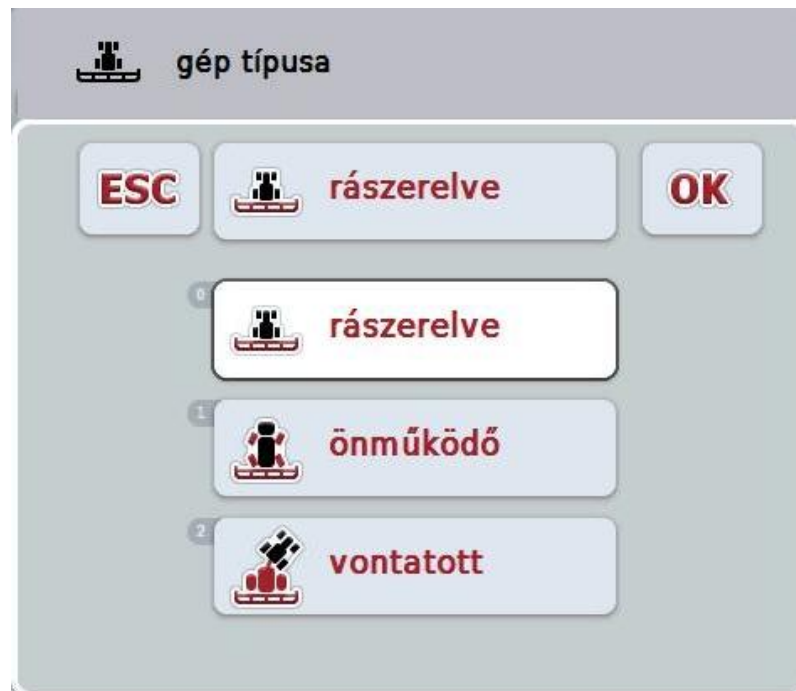 gép típusa
ESC rászerelve OK
0 rászerelve
1 önműködő
2 vontatott